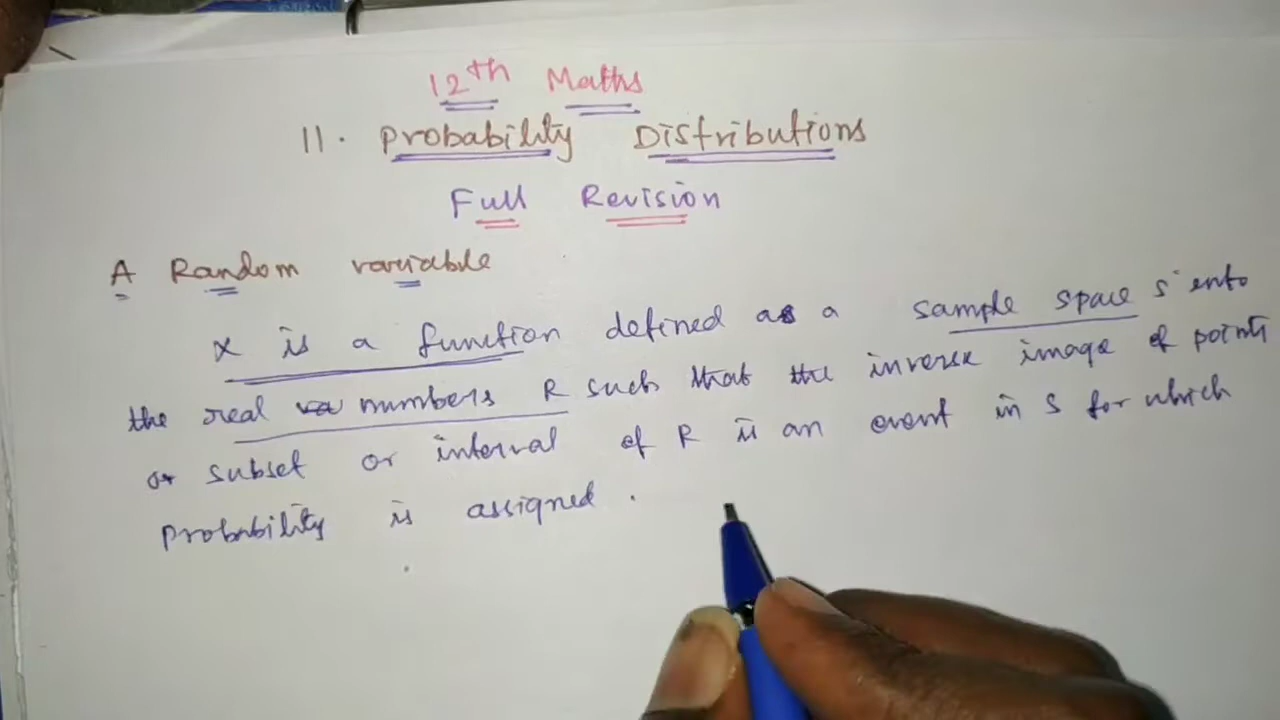 12th Maths
11. Probability Distributions
Full Revision
A Random variable
X is a function defined as a sample space S into
the real numbers R such that the inverse image of points
or subset or interval of R is an event in S for which
Probability is assigned.